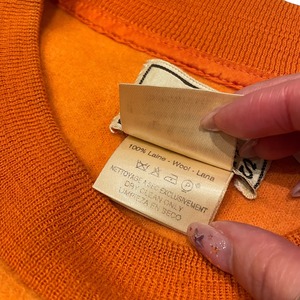 100% Laine - Wool - Lana
NETTOYAGE A SEC EXCLUSIVEMENT
DRY CLEAN ONLY
LIMPIEZA EN SECO